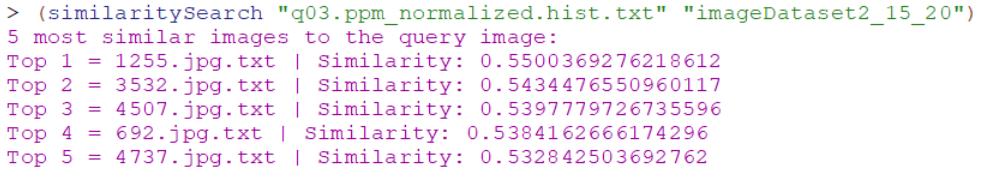 > (similaritySearch "q03.ppm_normalized.hist.txt" "imageDataset2_15_20")
5 most similar images to the query image:
Top 1 = 1255.jpg.txt | Similarity: 0.5500369276218612
Top 2 = 3532.jpg.txt | Similarity: 0.5434476550960117
Top 3 = 4507.jpg.txt | Similarity: 0.5397779726735596
Top 4 = 692.jpg.txt | Similarity: 0.5384162666174296
Top 5 = 4737.jpg.txt | Similarity: 0.532842503692762